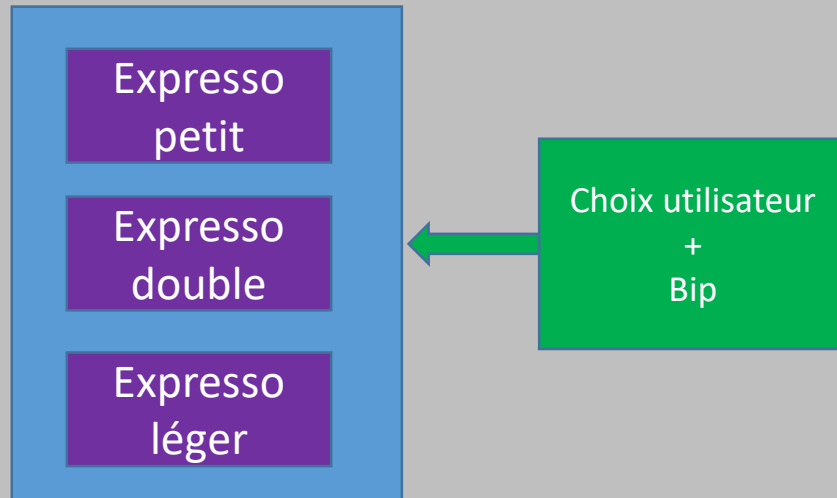 Expresso
petit
Expresso
double
Expresso
léger
Choix utilisateur
+
Bip